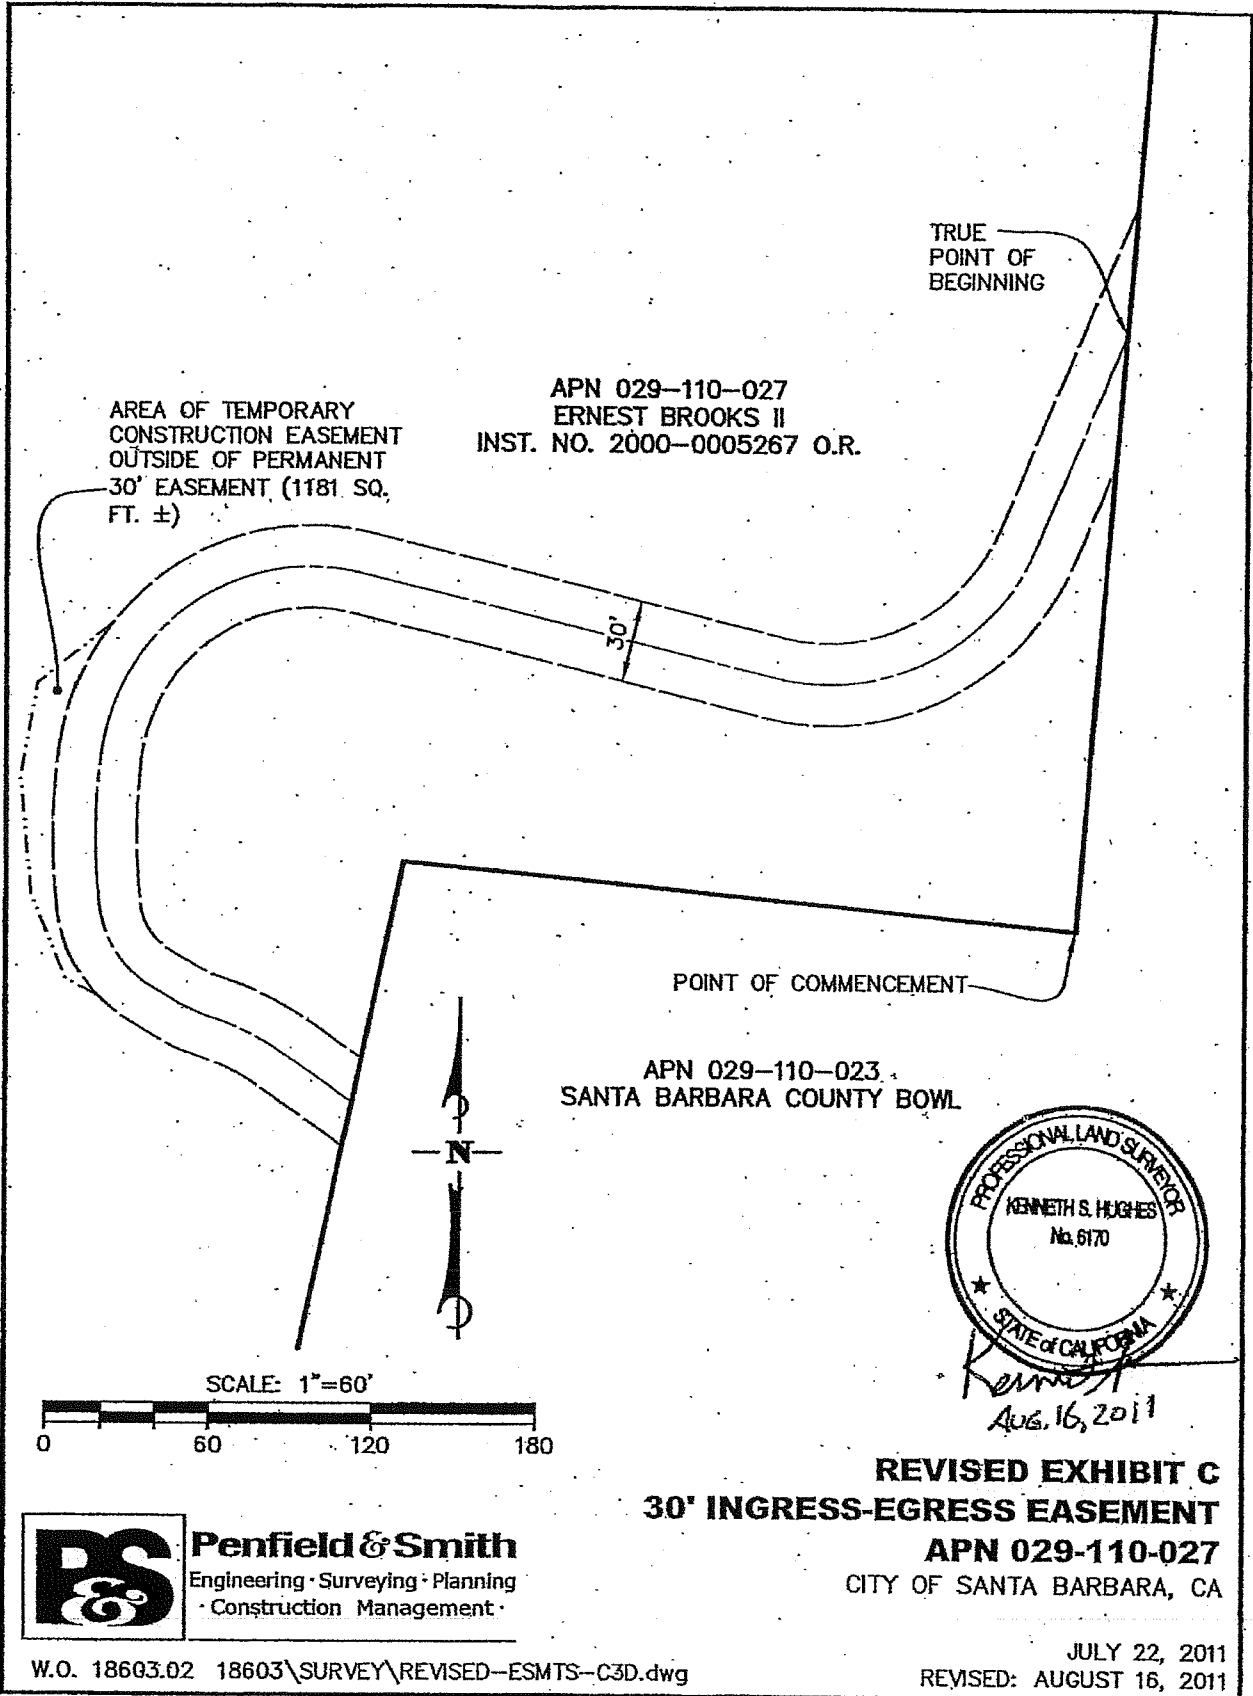 TRUE
POINT OF
BEGINNING
APN 029-110-027
ERNEST BROOKS II
INST. NO. 2000-0005267 O.R.
AREA OF TEMPORARY
CONSTRUCTION EASEMENT
OUTSIDE OF PERMANENT
30' EASEMENT (1181 SQ.
FT. ±)
30'
POINT OF COMMENCEMENT
APN 029-110-023
SANTA BARBARA COUNTY BOWL
N
PROFESSIONAL LAND SURVEYOR
KENNETH S. HUGHES
No. 6170
STATE of CALIFORNIA
AUG. 16, 2011
SCALE: 1"=60'
0 60 120 180
REVISED EXHIBIT C
30' INGRESS-EGRESS EASEMENT
APN 029-110-027
CITY OF SANTA BARBARA, CA
P&S
Penfield & Smith
Engineering · Surveying · Planning
· Construction Management ·
JULY 22, 2011
W.O. 18603.02 18603\SURVEY\REVISED-ESMTS-C3D.dwg
REVISED: AUGUST 16, 2011